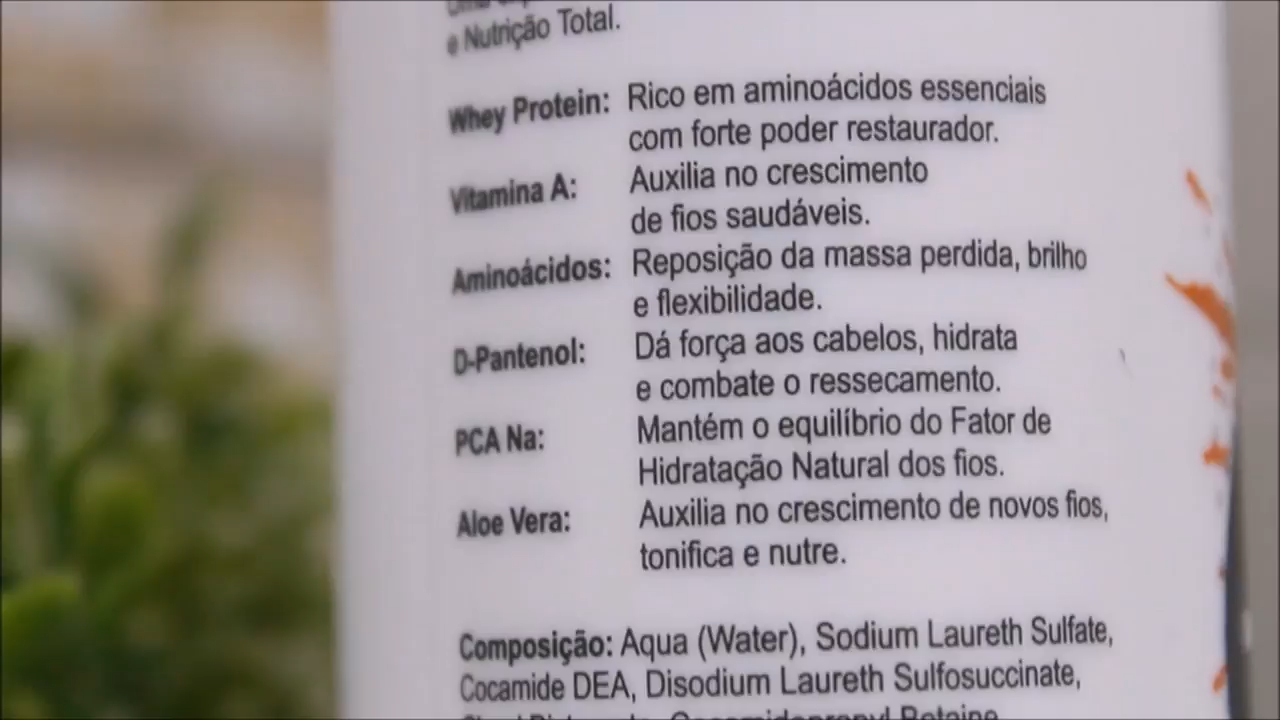 e Nutrição Total.
Whey Protein: Rico em aminoácidos essenciais
com forte poder restaurador.
Vitamina A: Auxilia no crescimento
de fios saudáveis.
Aminoácidos: Reposição da massa perdida, brilho
e flexibilidade.
D-Pantenol: Dá força aos cabelos, hidrata
e combate o ressecamento.
PCA Na: Mantém o equilíbrio do Fator de
Hidratação Natural dos fios.
Aloe Vera: Auxilia no crescimento de novos fios,
tonifica e nutre.
Composição: Aqua (Water), Sodium Laureth Sulfate,
Cocamide DEA, Disodium Laureth Sulfosuccinate,
Cocamidopropyl Betaine